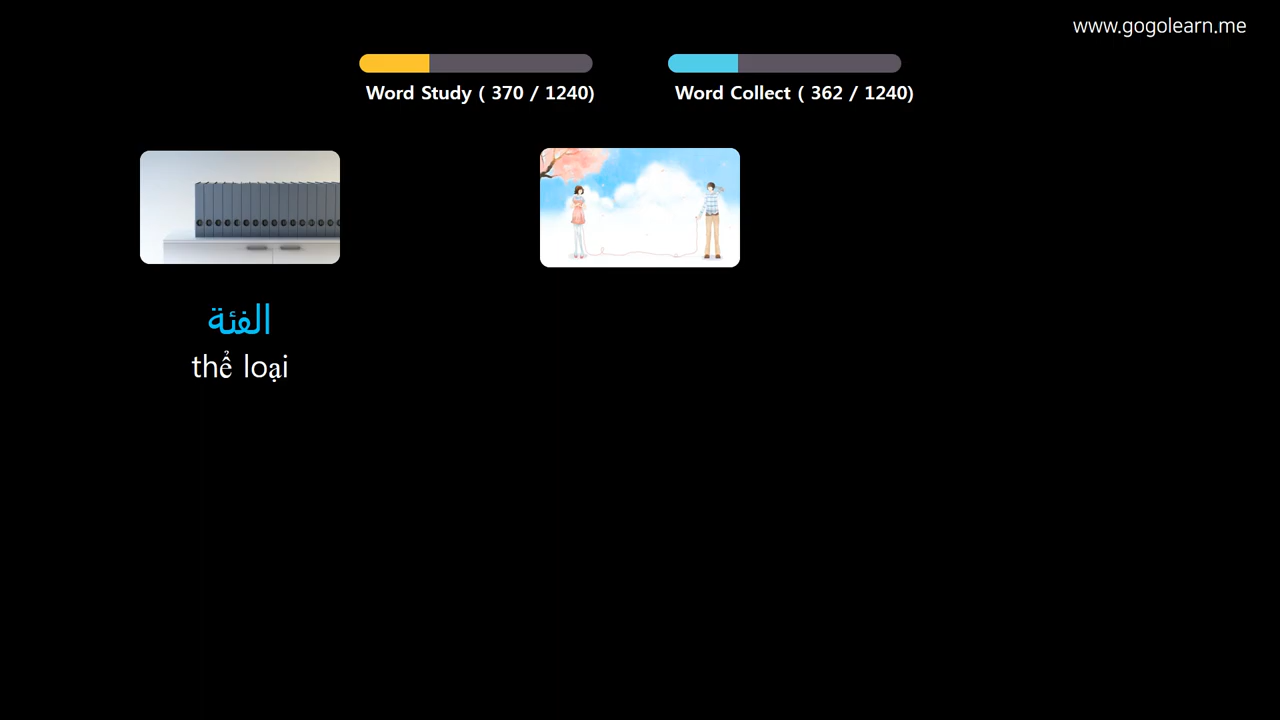 www.gogolearn.me
Word Study ( 370 / 1240)
Word Collect ( 362 / 1240)
الفئة
thể loại